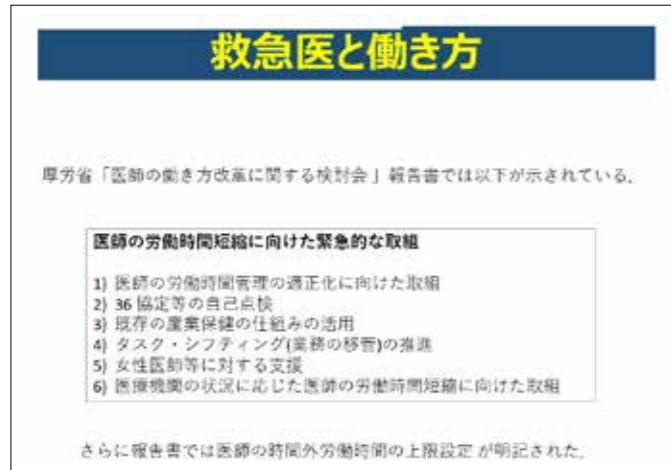 救急医と働き方
厚労省「医師の働き方改革に関する検討会」報告書では以下が示されている。
医師の労働時間短縮に向けた緊急的な取組
1) 医師の労働時間管理の適正化に向けた取組
2) 36 協定等の自己点検
3) 既存の産業保健の仕組みの活用
4) タスク・シフティング(業務の移管)の推進
5) 女性医師等に対する支援
6) 医療機関の状況に応じた医師の労働時間短縮に向けた取組
さらに報告書では医師の時間外労働時間の上限設定 が明記された。